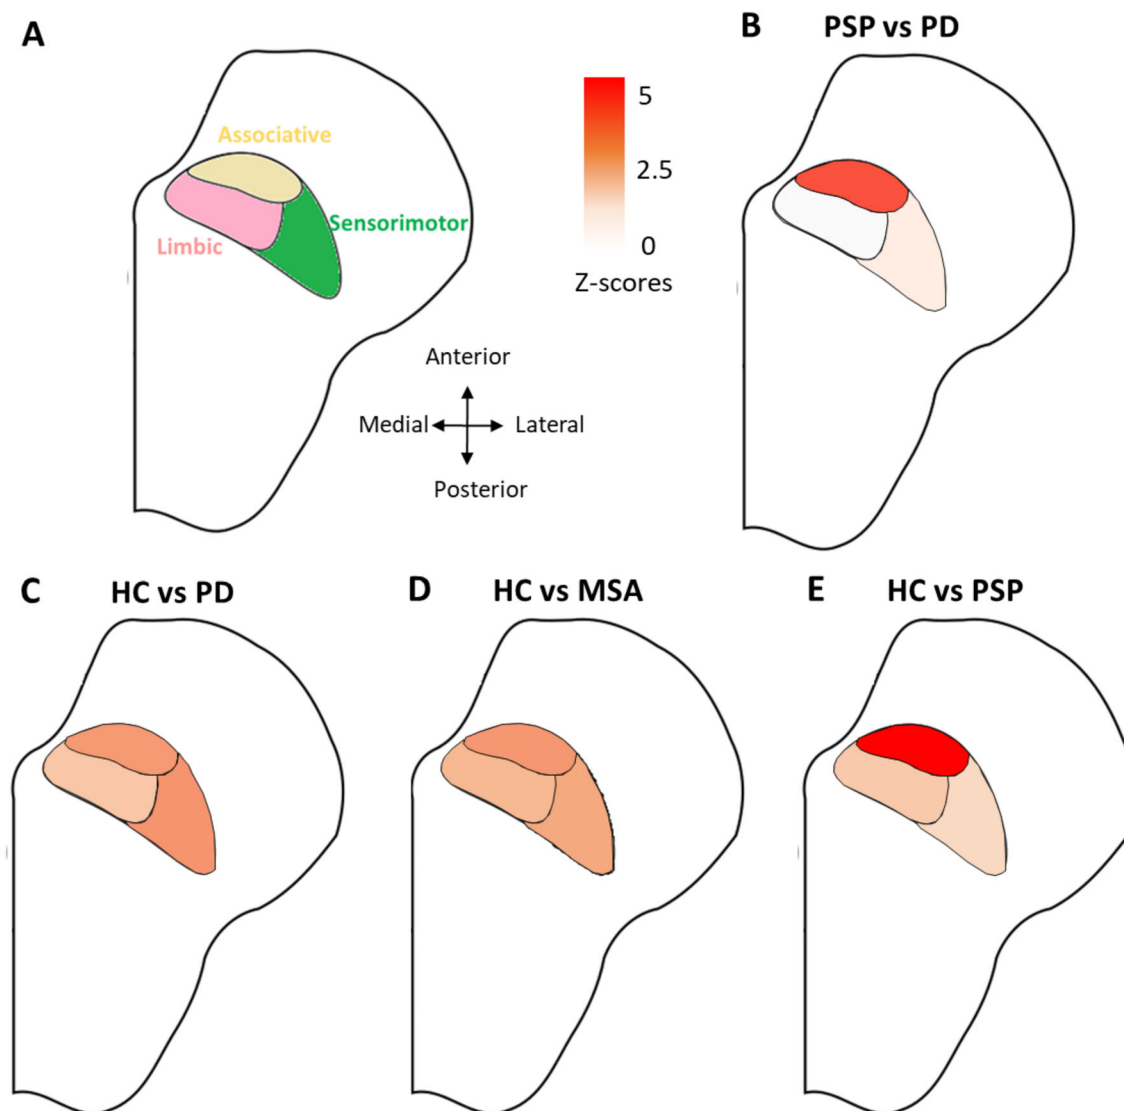 A
Associative
Sensorimotor
Limbic
Anterior
Medial
Lateral
Posterior
5
2.5
0
Z-scores
B
PSP vs PD
C
HC vs PD
D
HC vs MSA
E
HC vs PSP